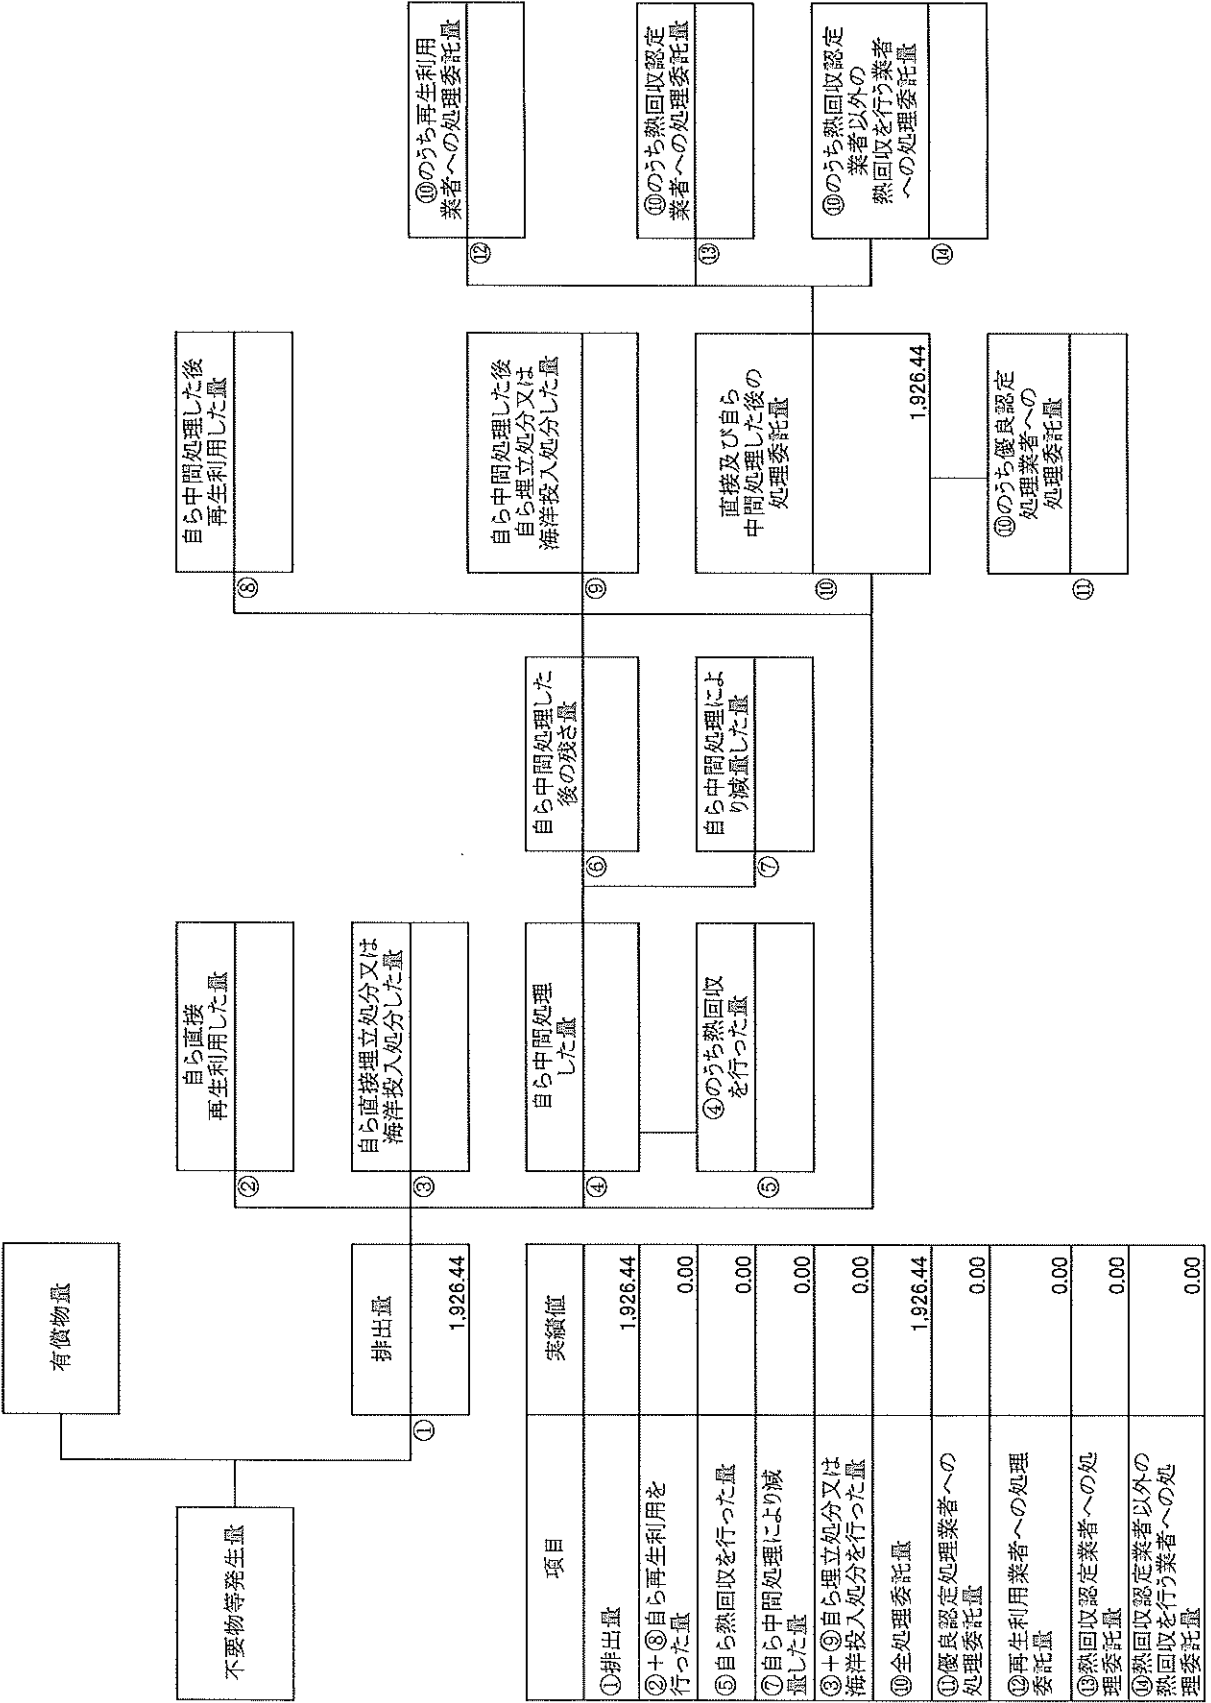 有償物量
不要物等発生量
排出量
1,926.44
①
自ら直接
再生利用した量
②
自ら直接埋立処分又は
海洋投入処分した量
③
自ら中間処理
した量
④
④のうち熱回収
を行った量
⑤
自ら中間処理した
後の残さ量
⑥
自ら中間処理によ
り減量した量
⑦
自ら中間処理した後
再生利用した量
⑧
自ら中間処理した後
自ら埋立処分又は
海洋投入処分した量
⑨
直接及び自ら
中間処理した後の
処理委託量
1,926.44
⑩
⑩のうち優良認定
処理業者への
処理委託量
⑪
⑩のうち再生利用
業者への処理委託量
⑫
⑩のうち熱回収認定
業者への処理委託量
⑬
⑩のうち熱回収認定
業者以外の
熱回収を行う業者
への処理委託量
⑭
項目 実績値
①排出量 1,926.44
②+⑧自ら再生利用を
行った量 0.00
⑤自ら熱回収を行った量 0.00
⑦自ら中間処理により減
量した量 0.00
③+⑨自ら埋立処分又は
海洋投入処分を行った量 0.00
⑩全処理委託量 1,926.44
⑪優良認定処理業者への
処理委託量 0.00
⑫再生利用業者への処理
委託量 0.00
⑬熱回収認定業者への処
理委託量 0.00
⑭熱回収認定業者以外の
熱回収を行う業者への処
理委託量 0.00